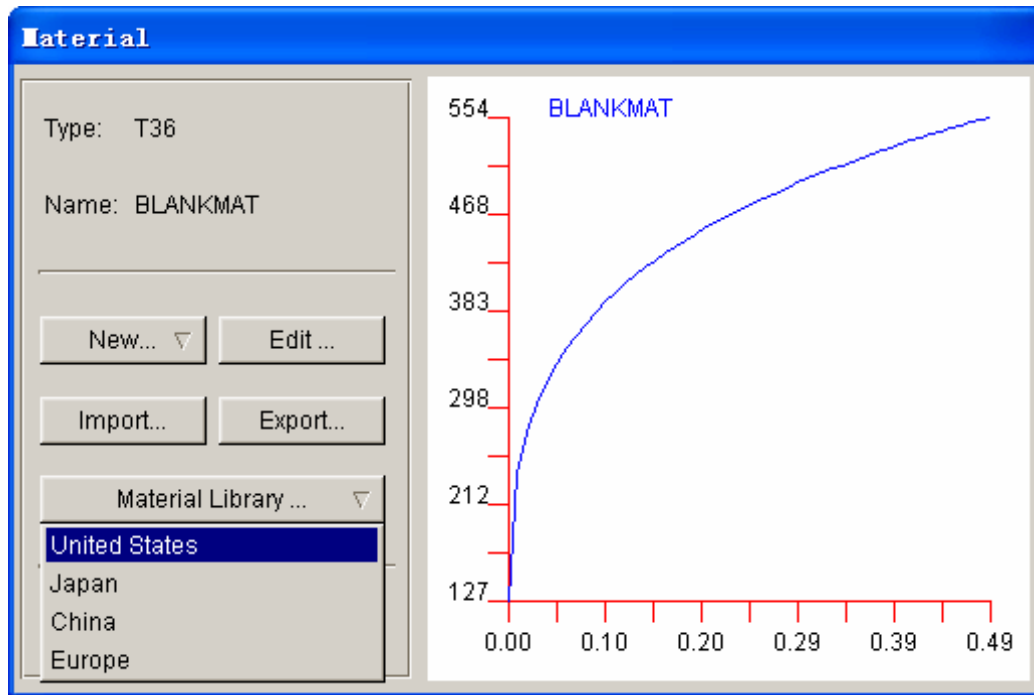 Material
Type: T36
Name: BLANKMAT
New...
Edit ...
Import...
Export...
Material Library ...
United States
Japan
China
Europe
BLANKMAT
554
468
383
298
212
127
0.00 0.10 0.20 0.29 0.39 0.49